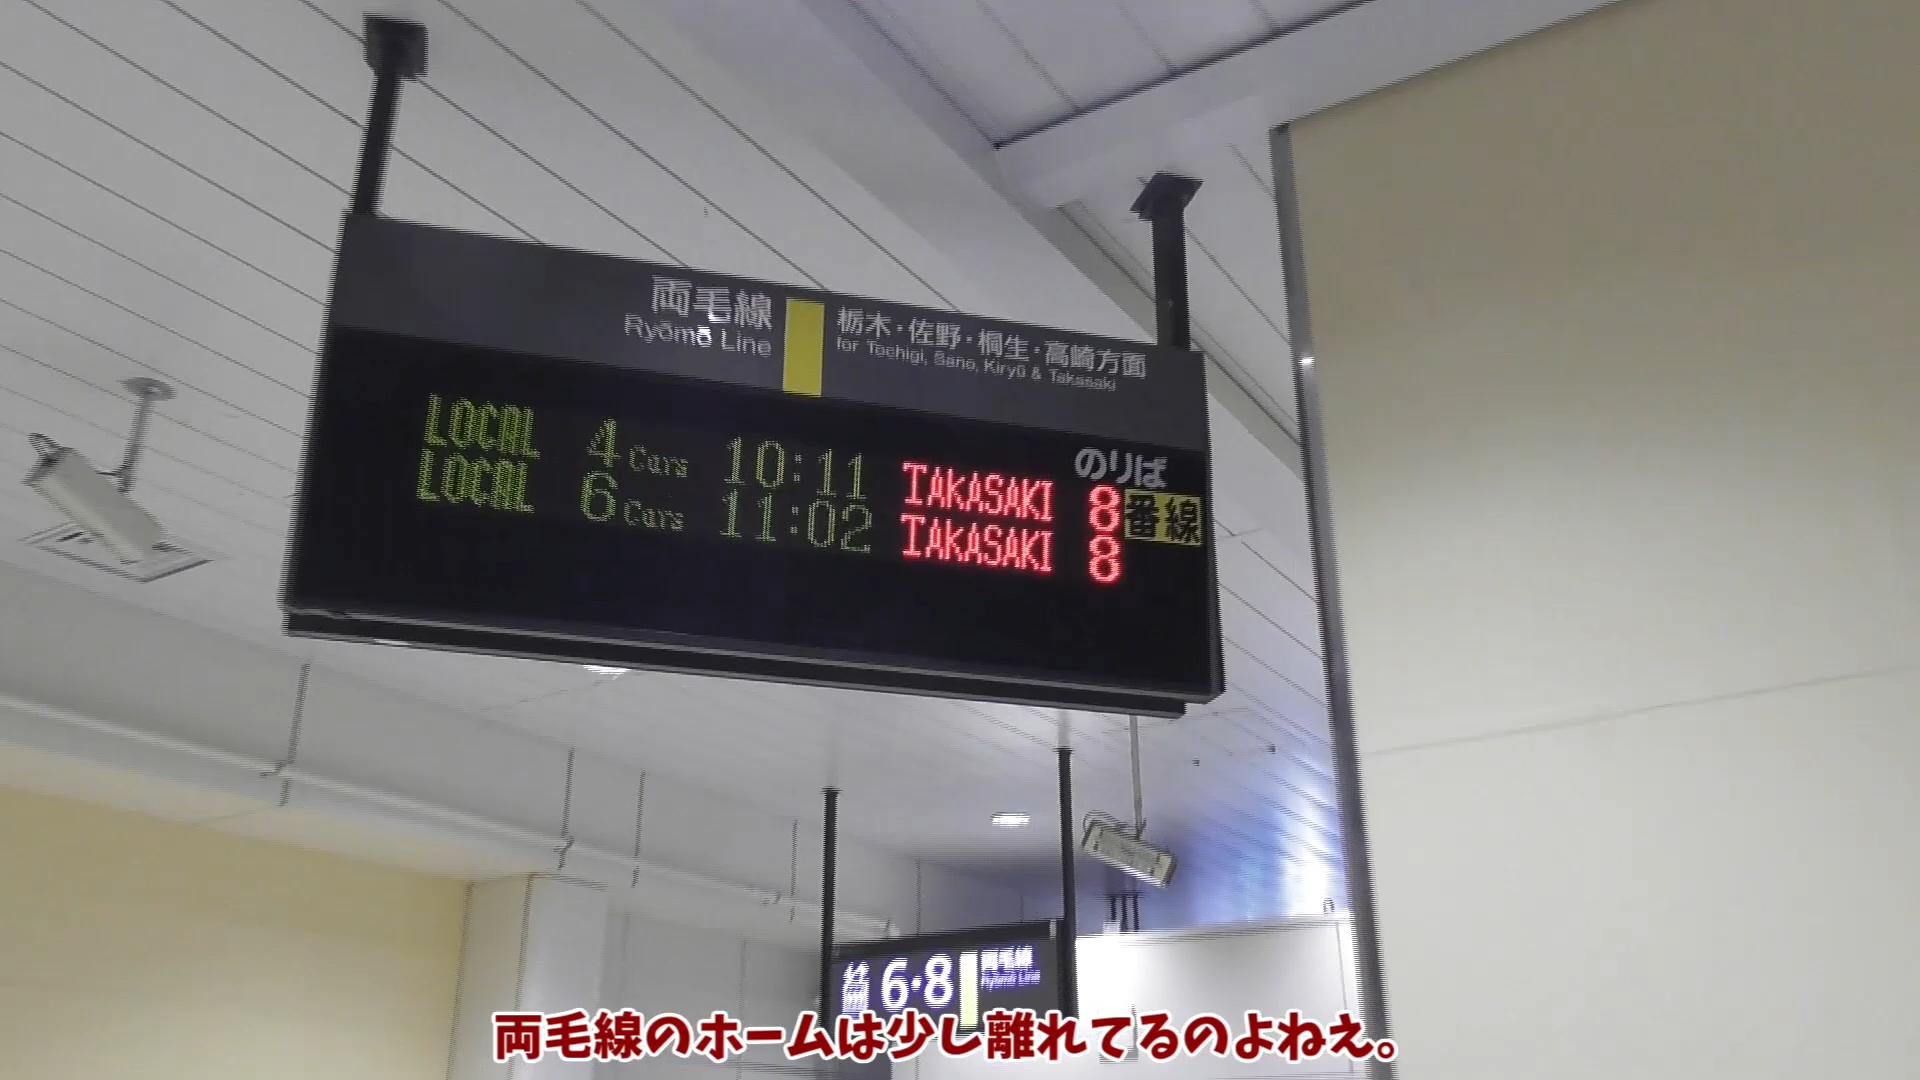 両毛線
Ryōmō Line
栃木・佐野・桐生・高崎方面
for Tochigi, Sano, Kiryū & Takasaki
のりば
LOCAL 4 Cars 10:11 TAKASAKI 8番線
LOCAL 6 Cars 11:02 TAKASAKI 8
6・8
両毛線
Ryōmō Line
両毛線のホームは少し離れてるのよねえ。